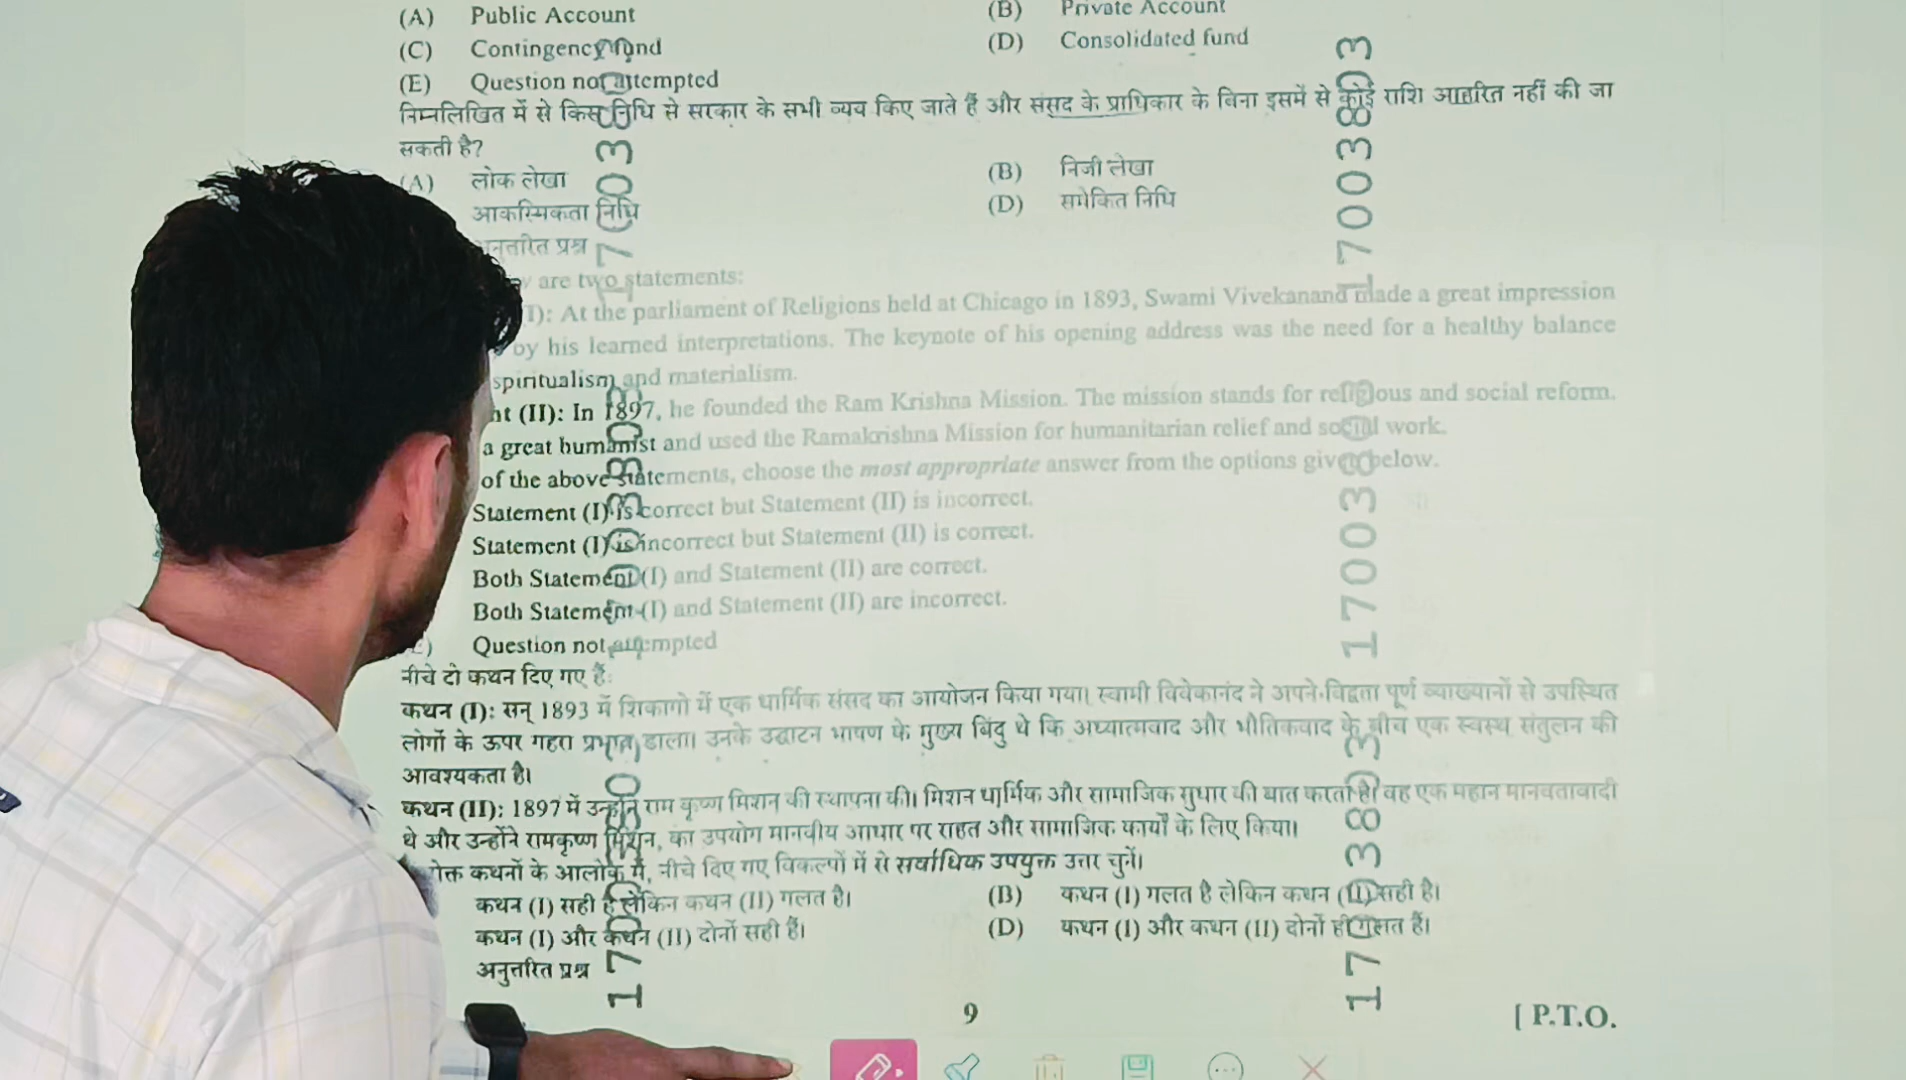 (A) Public Account (B) Private Account
(C) Contingency fund (D) Consolidated fund
(E) Question not attempted
निम्नलिखित में से किस निधि से सरकार के सभी व्यय किए जाते हैं और संसद के प्राधिकार के बिना इसमें से कोई राशि आहरित नहीं की जा
सकती है?
(A) लोक लेखा (B) निजी लेखा
आकस्मिकता निधि (D) समेकित निधि
अनुत्तरित प्रश्न
are two statements:
I): At the parliament of Religions held at Chicago in 1893, Swami Vivekanand made a great impression
by his learned interpretations. The keynote of his opening address was the need for a healthy balance
spiritualism and materialism.
nt (II): In 1897, he founded the Ram Krishna Mission. The mission stands for religious and social reform.
a great humanist and used the Ramakrishna Mission for humanitarian relief and social work.
of the above statements, choose the most appropriate answer from the options given below.
Statement (I) is correct but Statement (II) is incorrect.
Statement (I) is incorrect but Statement (II) is correct.
Both Statement (I) and Statement (II) are correct.
Both Statement (I) and Statement (II) are incorrect.
Question not attempted
नीचे दो कथन दिए गए हैं:
कथन (I): सन् 1893 में शिकागो में एक धार्मिक संसद का आयोजन किया गया। स्वामी विवेकानंद ने अपने विद्वता पूर्ण व्याख्यानों से उपस्थित
लोगों के ऊपर गहरा प्रभाव डाला। उनके उद्घाटन भाषण के मुख्य बिंदु थे कि अध्यात्मवाद और भौतिकवाद के बीच एक स्वस्थ संतुलन की
आवश्यकता है।
कथन (II): 1897 में उन्होंने राम कृष्ण मिशन की स्थापना की। मिशन धार्मिक और सामाजिक सुधार की बात करता है। वह एक महान मानवतावादी
थे और उन्होंने रामकृष्ण मिशन, का उपयोग मानवीय आधार पर राहत और सामाजिक कार्यों के लिए किया।
कथनों के आलोक में, नीचे दिए गए विकल्पों में से सर्वाधिक उपयुक्त उत्तर चुनें।
कथन (I) सही है लेकिन कथन (II) गलत है। (B) कथन (I) गलत है लेकिन कथन (II) सही है।
कथन (I) और कथन (II) दोनों सही हैं। (D) कथन (I) और कथन (II) दोनों ही गलत हैं।
अनुत्तरित प्रश्न
9 [ P.T.O.